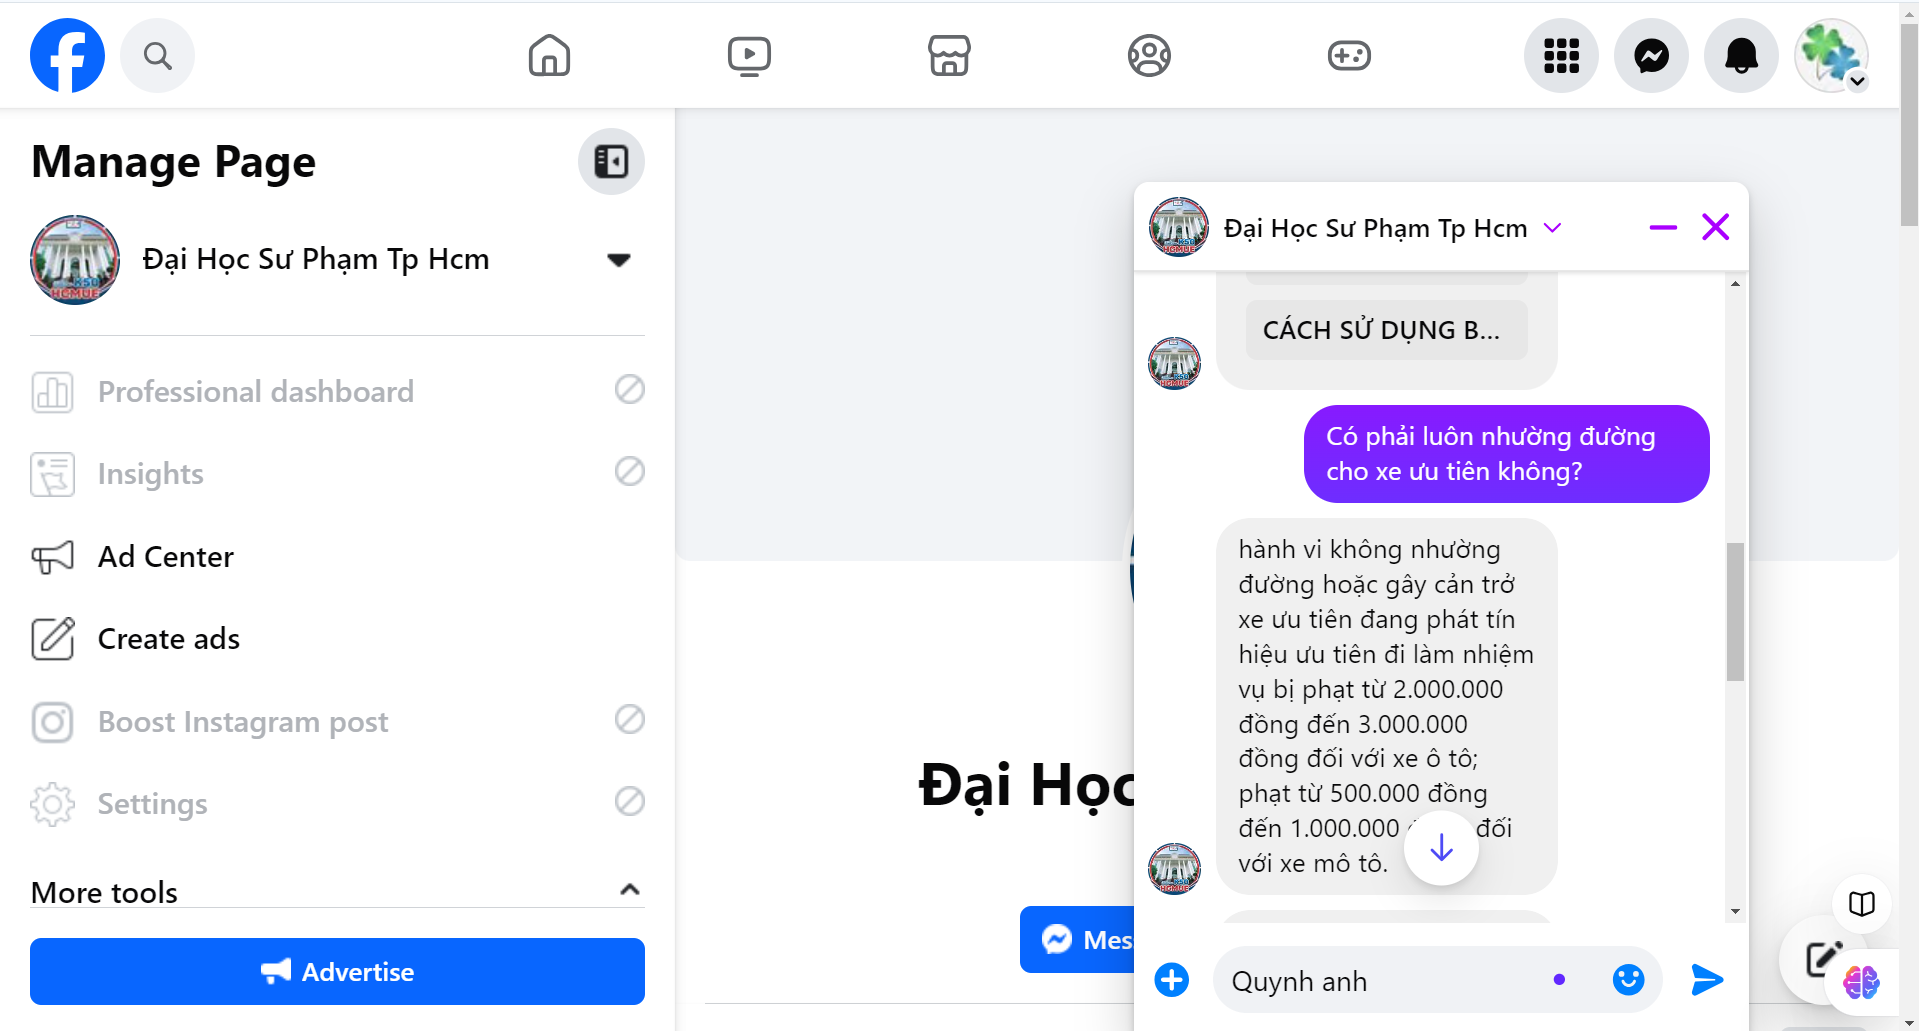 Manage Page
Đại Học Sư Phạm Tp Hcm
Professional dashboard
Insights
Ad Center
Create ads
Boost Instagram post
Settings
More tools
Advertise
Đại Học
Mes
Đại Học Sư Phạm Tp Hcm
CÁCH SỬ DỤNG B...
Có phải luôn nhường đường
cho xe ưu tiên không?
hành vi không nhường
đường hoặc gây cản trở
xe ưu tiên đang phát tín
hiệu ưu tiên đi làm nhiệm
vụ bị phạt từ 2.000.000
đồng đến 3.000.000
đồng đối với xe ô tô;
phạt từ 500.000 đồng
đến 1.000.000 đối
với xe mô tô.
Quynh anh